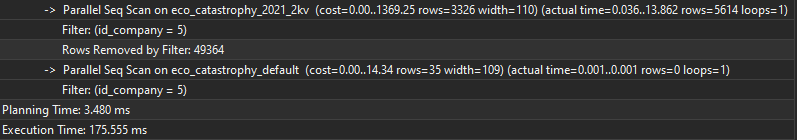 -> Parallel Seq Scan on eco_catastrophy_2021_2kv (cost=0.00..1369.25 rows=3326 width=110) (actual time=0.036..13.862 rows=5614 loops=1)
Filter: (id_company = 5)
Rows Removed by Filter: 49364
-> Parallel Seq Scan on eco_catastrophy_default (cost=0.00..14.34 rows=35 width=109) (actual time=0.001..0.001 rows=0 loops=1)
Filter: (id_company = 5)
Planning Time: 3.480 ms
Execution Time: 175.555 ms